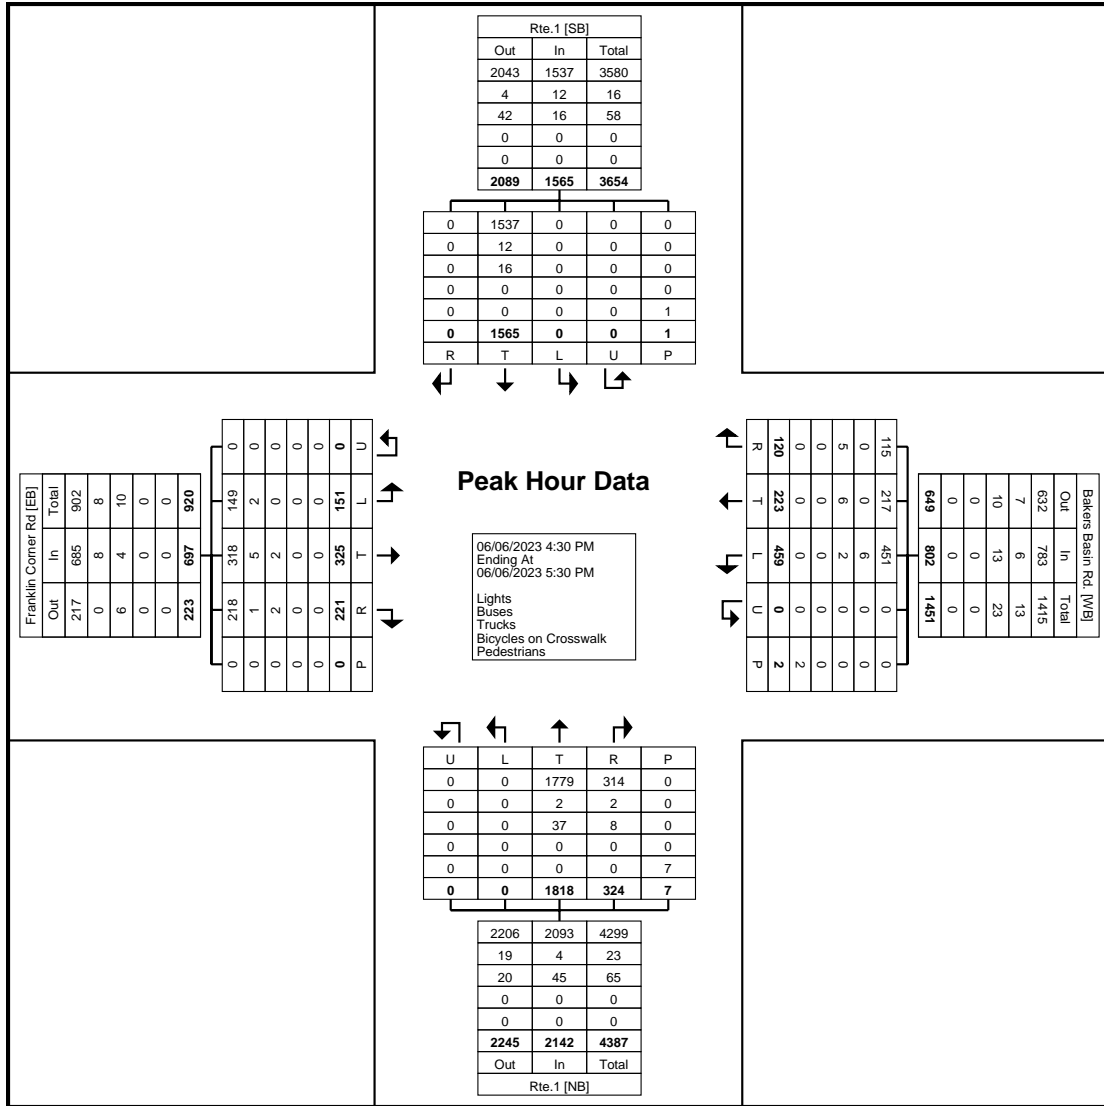 Rte.1 [SB]
Out In Total
2043 1537 3580
4 12 16
42 16 58
0 0 0
0 0 0
2089 1565 3654
0 1537 0 0 0
0 12 0 0 0
0 16 0 0 0
0 0 0 0 0
0 0 0 0 1
0 1565 0 0 1
R T L U P
Franklin Corner Rd [EB]
Out In Total
217 685 902
0 8 8
6 4 10
0 0 0
0 0 0
223 697 920
0 218 318 149 0
0 1 5 2 0
0 2 2 0 0
0 0 0 0 0
0 0 0 0 0
0 221 325 151 0
P R T L U
Peak Hour Data
06/06/2023 4:30 PM
Ending At
06/06/2023 5:30 PM
Lights
Buses
Trucks
Bicycles on Crosswalk
Pedestrians
Bakers Basin Rd. [WB]
Out In Total
632 783 1415
7 6 13
10 13 23
0 0 0
0 0 0
649 802 1451
115 217 451 0 0
0 0 6 0 0
5 6 2 0 0
0 0 0 0 0
0 0 0 0 2
120 223 459 0 2
R T L U P
U L T R P
0 0 1779 314 0
0 0 2 2 0
0 0 37 8 0
0 0 0 0 0
0 0 0 0 7
0 0 1818 324 7
2206 2093 4299
19 4 23
20 45 65
0 0 0
0 0 0
2245 2142 4387
Out In Total
Rte.1 [NB]